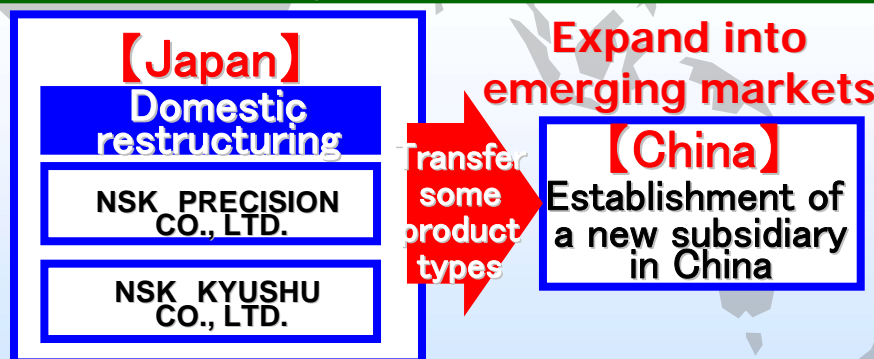 【Japan】
Domestic
restructuring
NSK PRECISION
CO., LTD.
NSK KYUSHU
CO., LTD.
Transfer
some
product
types
Expand into
emerging markets
【China】
Establishment of
a new subsidiary
in China